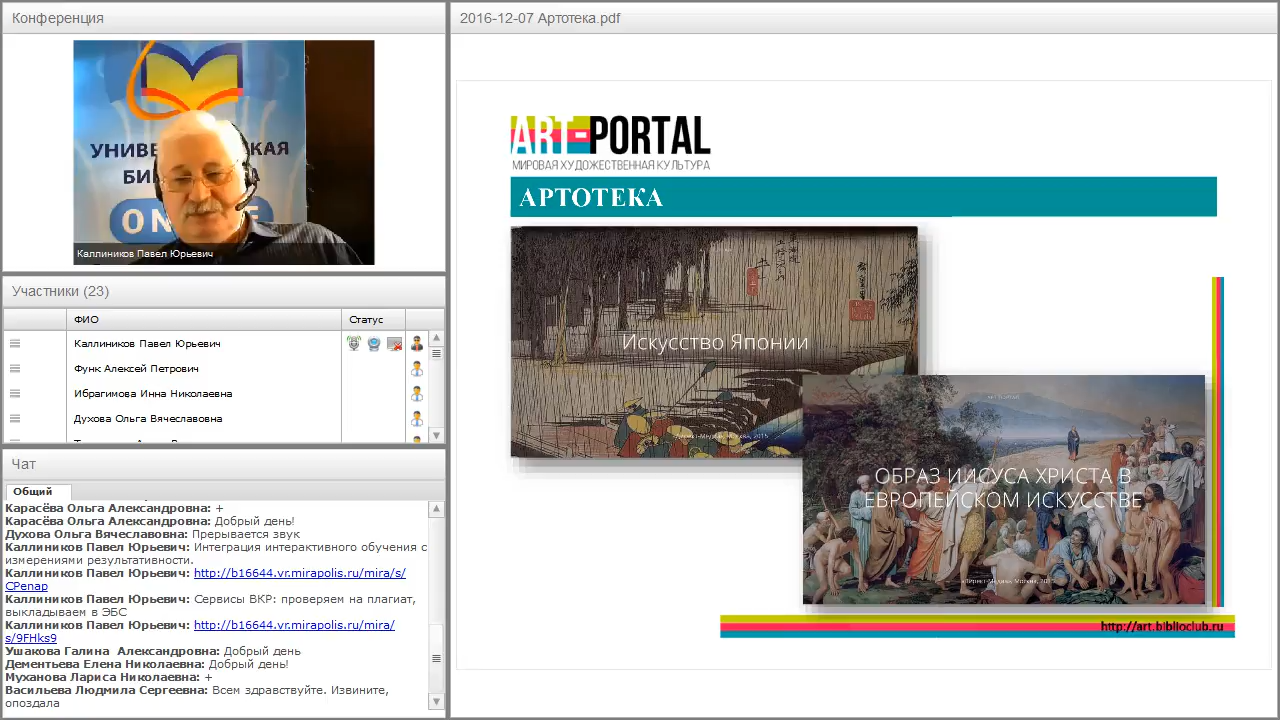 Конференция
УНИВЕ
КАЯ
БИ
А
ON
E
Каллиников Павел Юрьевич
Участники (23)
ФИО
Статус
Каллиников Павел Юрьевич
Функ Алексей Петрович
Ибрагимова Инна Николаевна
Духова Ольга Вячеславовна
Чат
Общий
Карасёва Ольга Александровна: +
Карасёва Ольга Александровна: Добрый день!
Духова Ольга Вячеславовна: Прерывается звук
Каллиников Павел Юрьевич: Интеграция интерактивного обучения с
измерениями результативности.
Каллиников Павел Юрьевич: http://b16644.vr.mirapolis.ru/mira/s/
CPenap
Каллиников Павел Юрьевич: Сервисы ВКР: проверяем на плагиат,
выкладываем в ЭБС
Каллиников Павел Юрьевич: http://b16644.vr.mirapolis.ru/mira/
s/9FHks9
Ушакова Галина  Александровна: Добрый день
Дементьева Елена Николаевна: Добрый день!
Муханова Лариса Николаевна: +
Васильева Людмила Сергеевна: Всем здравствуйте. Извините,
опоздала
2016-12-07 Артотека.pdf
ART-PORTAL
МИРОВАЯ ХУДОЖЕСТВЕННАЯ КУЛЬТУРА
АРТОТЕКА
Искусство Японии
ОБРАЗ ИИСУСА ХРИСТА В
ЕВРОПЕЙСКОМ ИСКУССТВЕ
http://art.biblioclub.ru